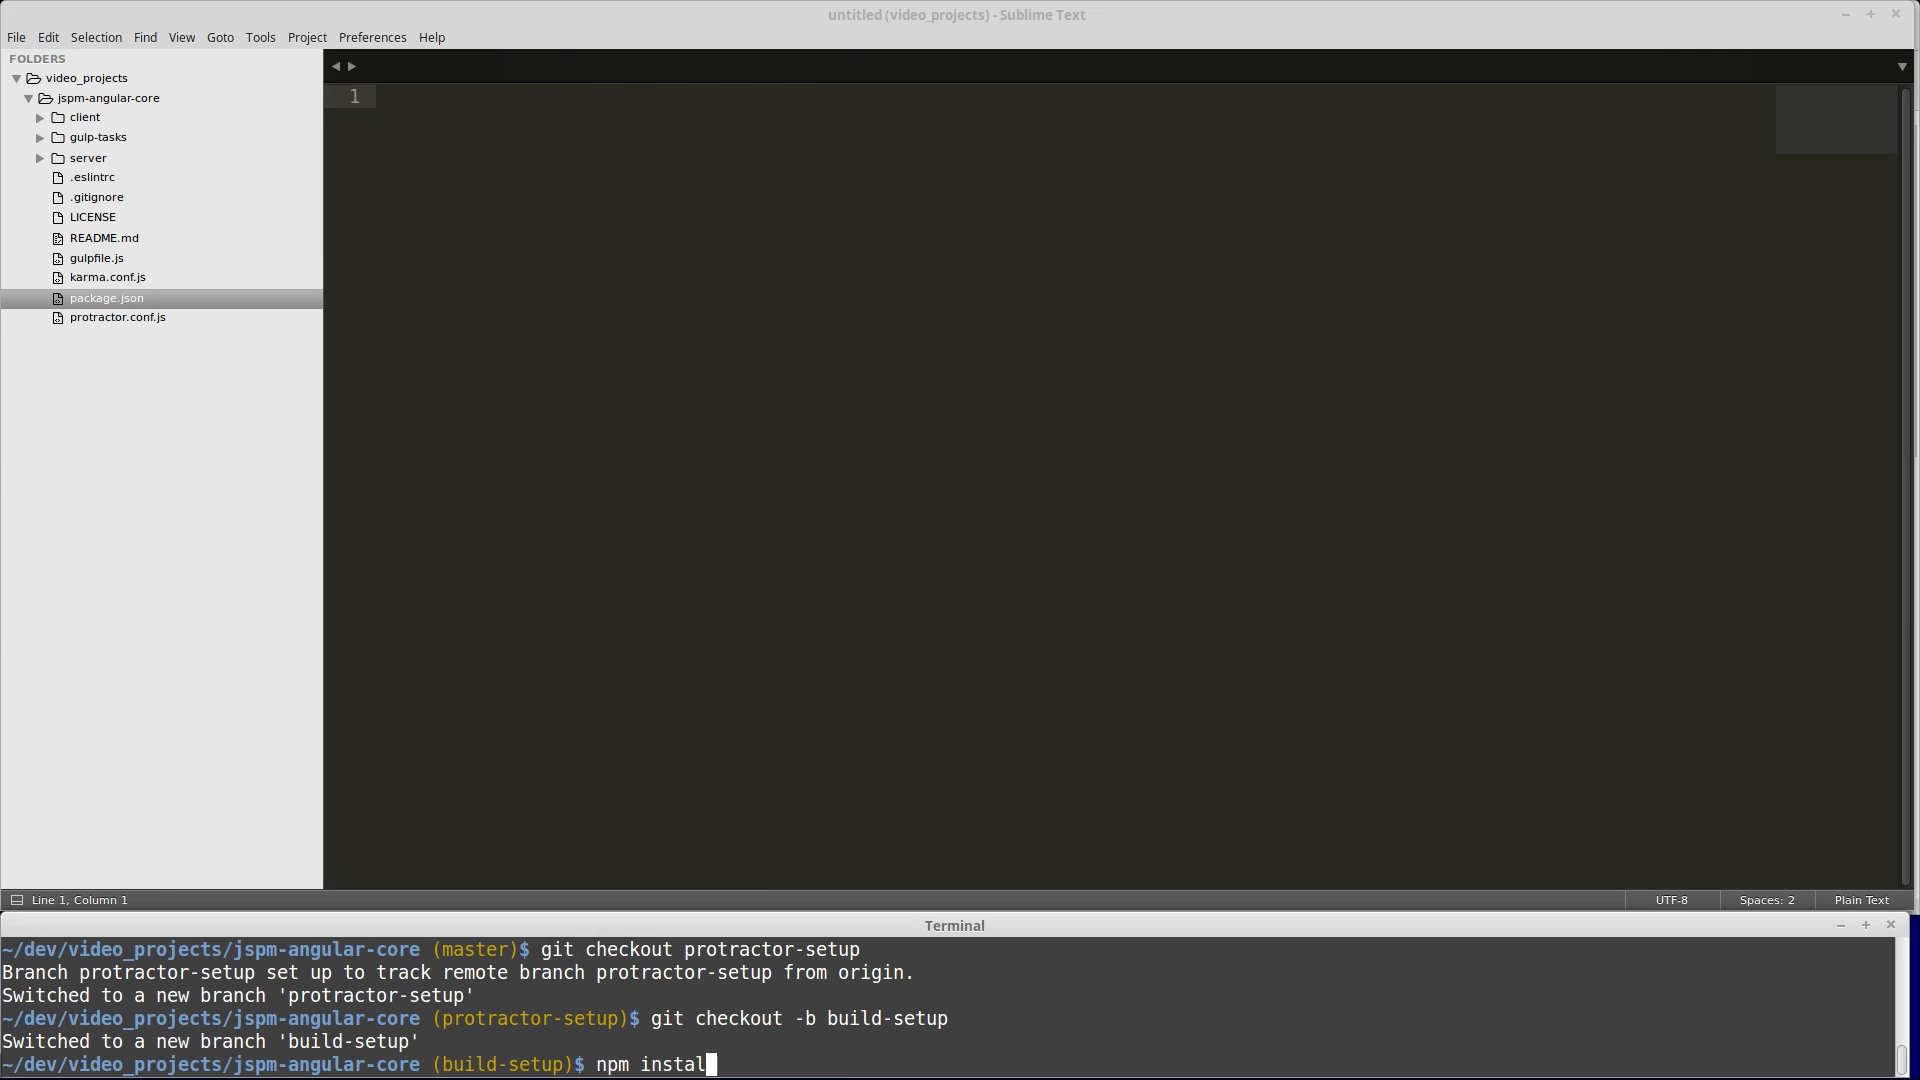 untitled (video_projects) - Sublime Text
File Edit Selection Find View Goto Tools Project Preferences Help
FOLDERS
video_projects
jspm-angular-core
client
gulp-tasks
server
.eslintrc
.gitignore
LICENSE
README.md
gulpfile.js
karma.conf.js
package.json
protractor.conf.js
1
Line 1, Column 1 UTF-8 Spaces: 2 Plain Text
Terminal
~/dev/video_projects/jspm-angular-core (master)$ git checkout protractor-setup
Branch protractor-setup set up to track remote branch protractor-setup from origin.
Switched to a new branch 'protractor-setup'
~/dev/video_projects/jspm-angular-core (protractor-setup)$ git checkout -b build-setup
Switched to a new branch 'build-setup'
~/dev/video_projects/jspm-angular-core (build-setup)$ npm instal